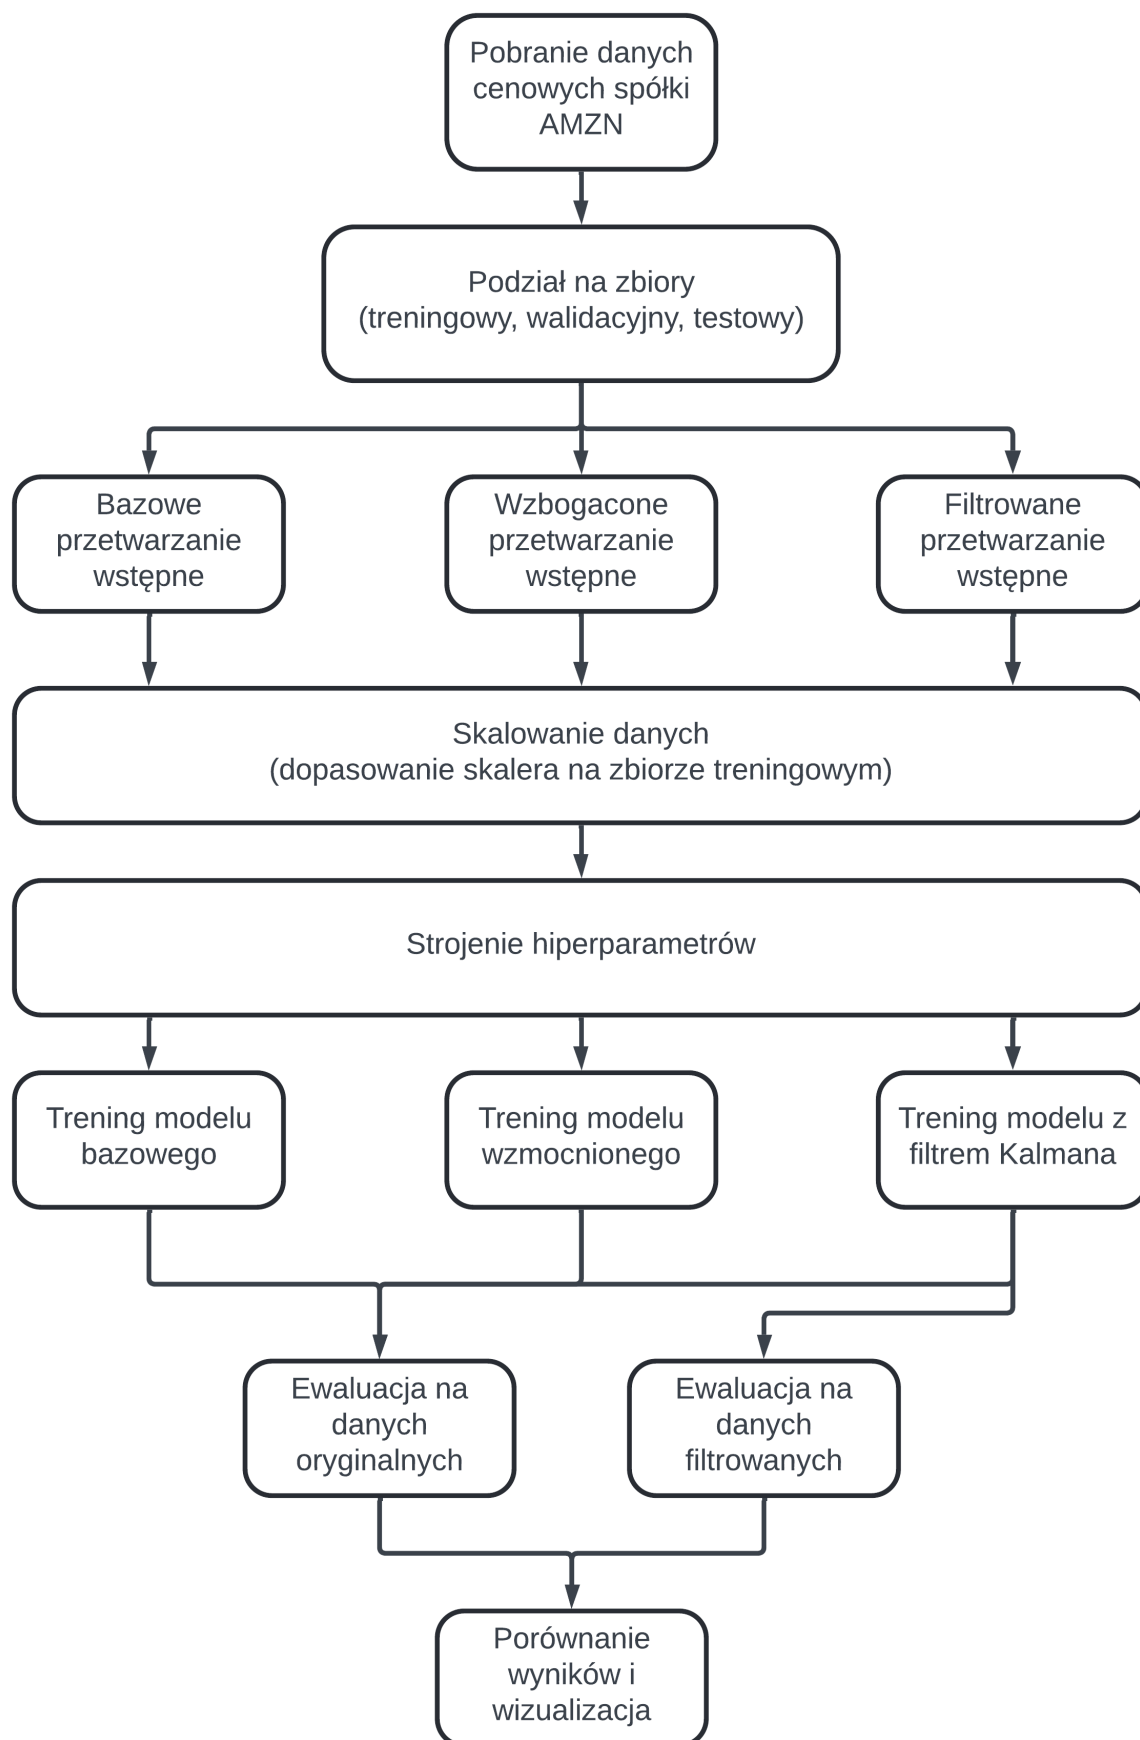 Pobranie danych
cenowych spółki
AMZN
Podział na zbiory
(treningowy, walidacyjny, testowy)
Bazowe
przetwarzanie
wstępne
Wzbogacone
przetwarzanie
wstępne
Filtrowane
przetwarzanie
wstępne
Skalowanie danych
(dopasowanie skalera na zbiorze treningowym)
Strojenie hiperparametrów
Trening modelu
bazowego
Trening modelu
wzmocnionego
Trening modelu z
filtrem Kalmana
Ewaluacja na
danych
oryginalnych
Ewaluacja na
danych
filtrowanych
Porównanie
wyników i
wizualizacja